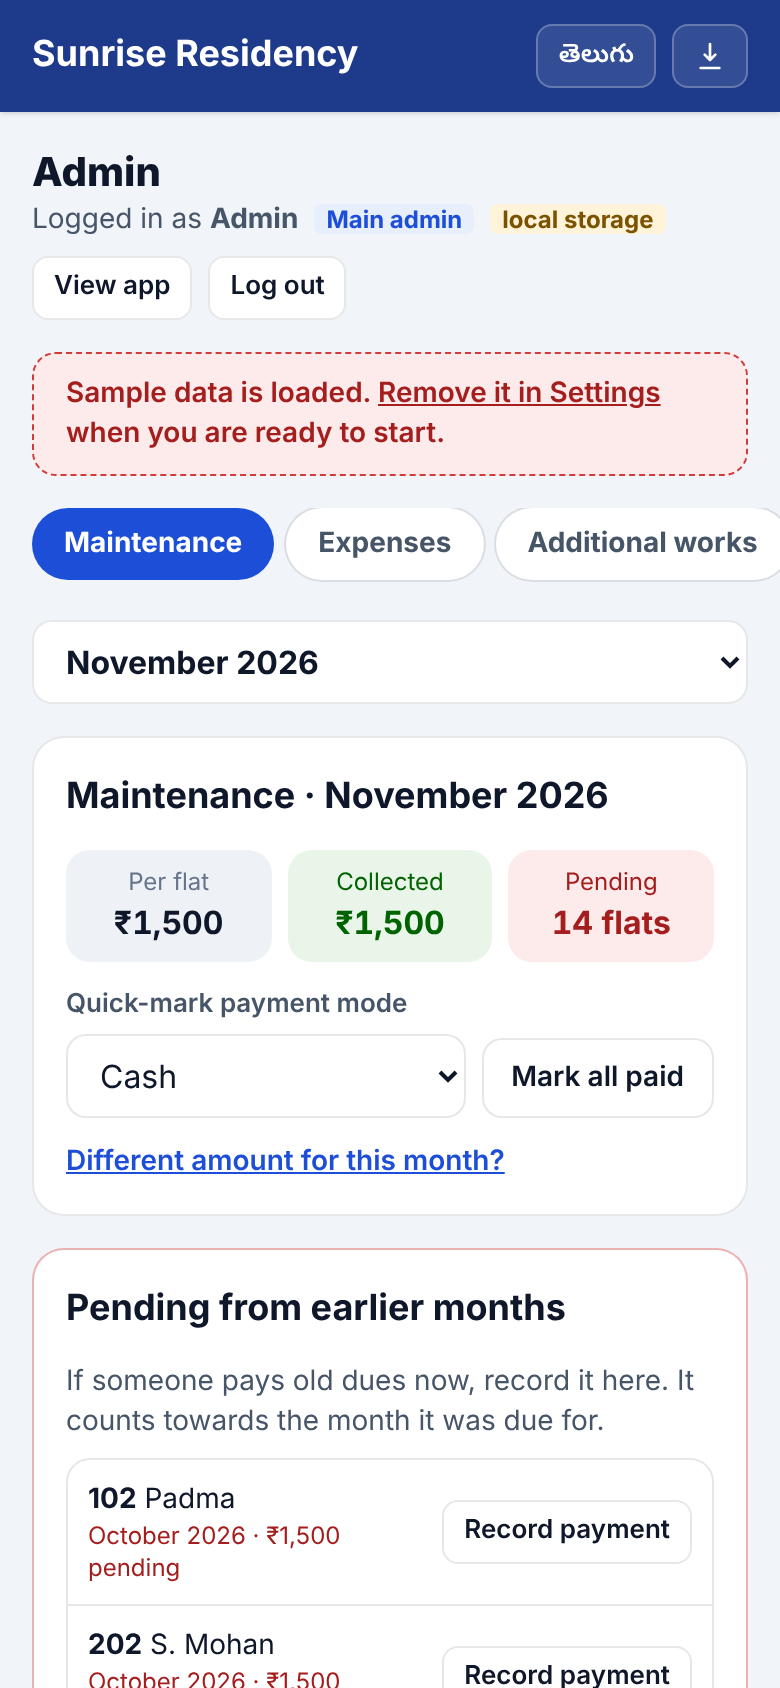 Sunrise Residency
తెలుగు
Admin
Logged in as Admin Main admin local storage
View app Log out
Sample data is loaded. Remove it in Settings
when you are ready to start.
Maintenance Expenses Additional works
November 2026
Maintenance · November 2026
Per flat Collected Pending
₹1,500 ₹1,500 14 flats
Quick-mark payment mode
Cash Mark all paid
Different amount for this month?
Pending from earlier months
If someone pays old dues now, record it here. It
counts towards the month it was due for.
102 Padma
October 2026 · ₹1,500
pending
Record payment
202 S. Mohan
October 2026 · ₹1,500
Record payment